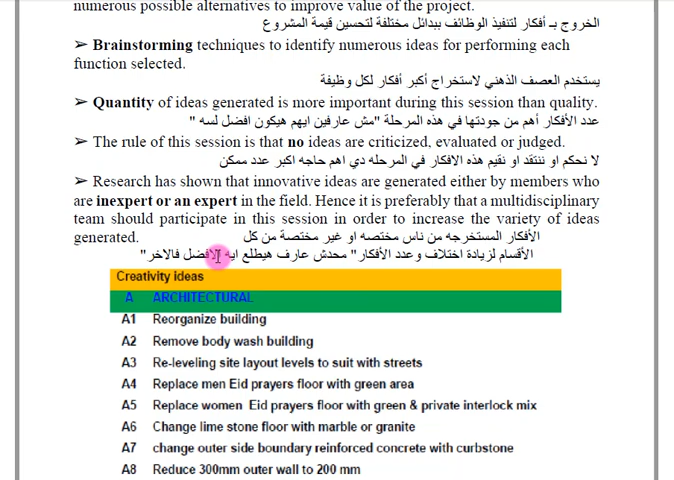 numerous possible alternatives to improve value of the project.
الخروج بـ أفكار لتنفيذ الوظائف ببدائل مختلفة لتحسين قيمة المشروع
➢ Brainstorming techniques to identify numerous ideas for performing each
function selected.
يستخدم العصف الذهني لاستخراج أكبر أفكار لكل وظيفة
➢ Quantity of ideas generated is more important during this session than quality.
عدد الأفكار أهم من جودتها في هذه المرحلة "مش عارفين ايهم هيكون افضل لسه "
➢ The rule of this session is that no ideas are criticized, evaluated or judged.
لا نحكم او ننتقد او نقيم هذه الافكار في المرحله دي اهم حاجه اكبر عدد ممكن
➢ Research has shown that innovative ideas are generated either by members who
are inexpert or an expert in the field. Hence it is preferably that a multidisciplinary
team should participate in this session in order to increase the variety of ideas
generated. الأفكار المستخرجه من ناس مختصه او غير مختصة من كل
الأقسام لزيادة اختلاف وعدد الأفكار" محدش عارف هيطلع ايه الافضل فالاخر"
Creativity ideas
A ARCHITECTURAL
A1 Reorganize building
A2 Remove body wash building
A3 Re-leveling site layout levels to suit with streets
A4 Replace men Eid prayers floor with green area
A5 Replace women Eid prayers floor with green & private interlock mix
A6 Change lime stone floor with marble or granite
A7 change outer side boundary reinforced concrete with curbstone
A8 Reduce 300mm outer wall to 200 mm